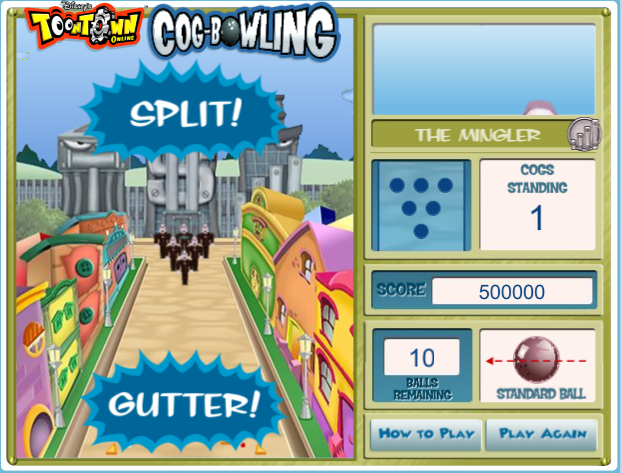 Disney's
TOONTOWN
ONLINE
COG-BOWLING
SPLIT!
THE MINGLER
COGS
STANDING
1
SCORE
500000
10
BALLS
REMAINING
STANDARD BALL
GUTTER!
HOW TO PLAY
PLAY AGAIN